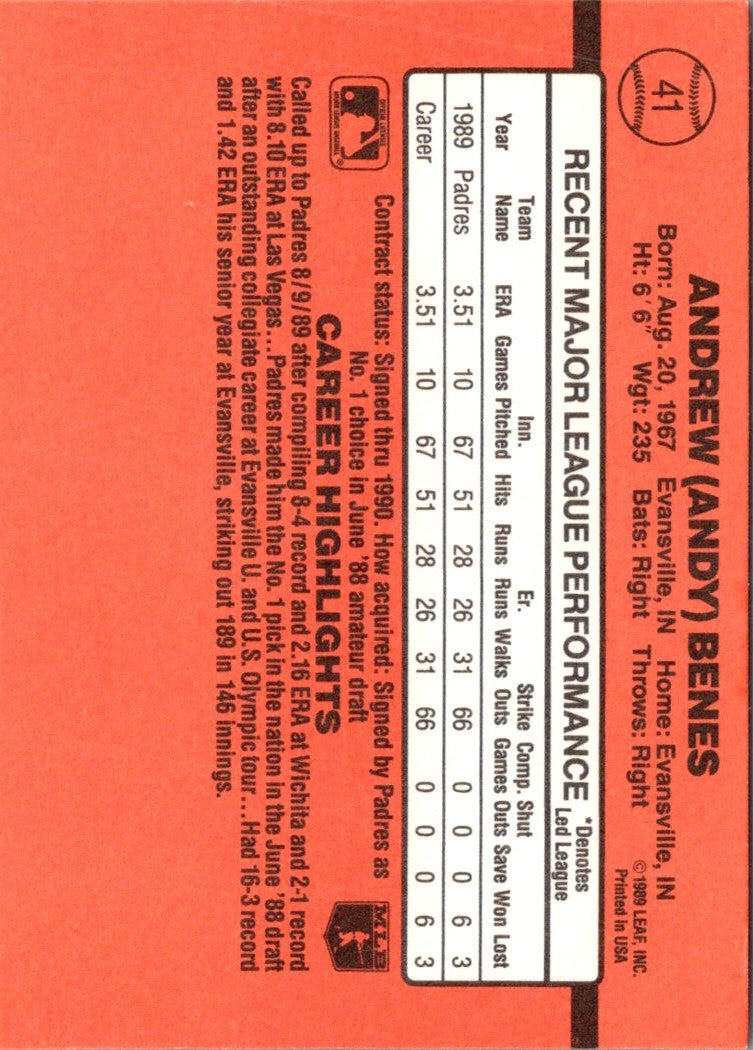 41
ANDREW (ANDY) BENES
Born: Aug. 20, 1967 Evansville, IN Home: Evansville, IN
Ht: 6'6" Wgt: 235 Bats: Right Throws: Right
© 1989 LEAF, INC.
Printed in USA
RECENT MAJOR LEAGUE PERFORMANCE
*Denotes
Led League
Team Inn. Er. Strike Comp. Shut
Year Name ERA Games Pitched Hits Runs Runs Walks Outs Games Outs Save Won Lost
1989 Padres 3.51 10 67 51 28 26 31 66 0 0 0 6 3
Career 3.51 10 67 51 28 26 31 66 0 0 0 6 3
OFFICIAL LICENSEE
MAJOR LEAGUE BASEBALL
®
Contract status: Signed thru 1990. How acquired: Signed by Padres as
No. 1 choice in June '88 amateur draft
MLB
CAREER HIGHLIGHTS
Called up to Padres 8/9/89 after compiling 8-4 record and 2.16 ERA at Wichita and 2-1 record
with 8.10 ERA at Las Vegas...Padres made him the No. 1 pick in the nation in the June '88 draft
after an outstanding collegiate career at Evansville U. and U.S. Olympic tour...Had 16-3 record
and 1.42 ERA his senior year at Evansville, striking out 189 in 146 innings.